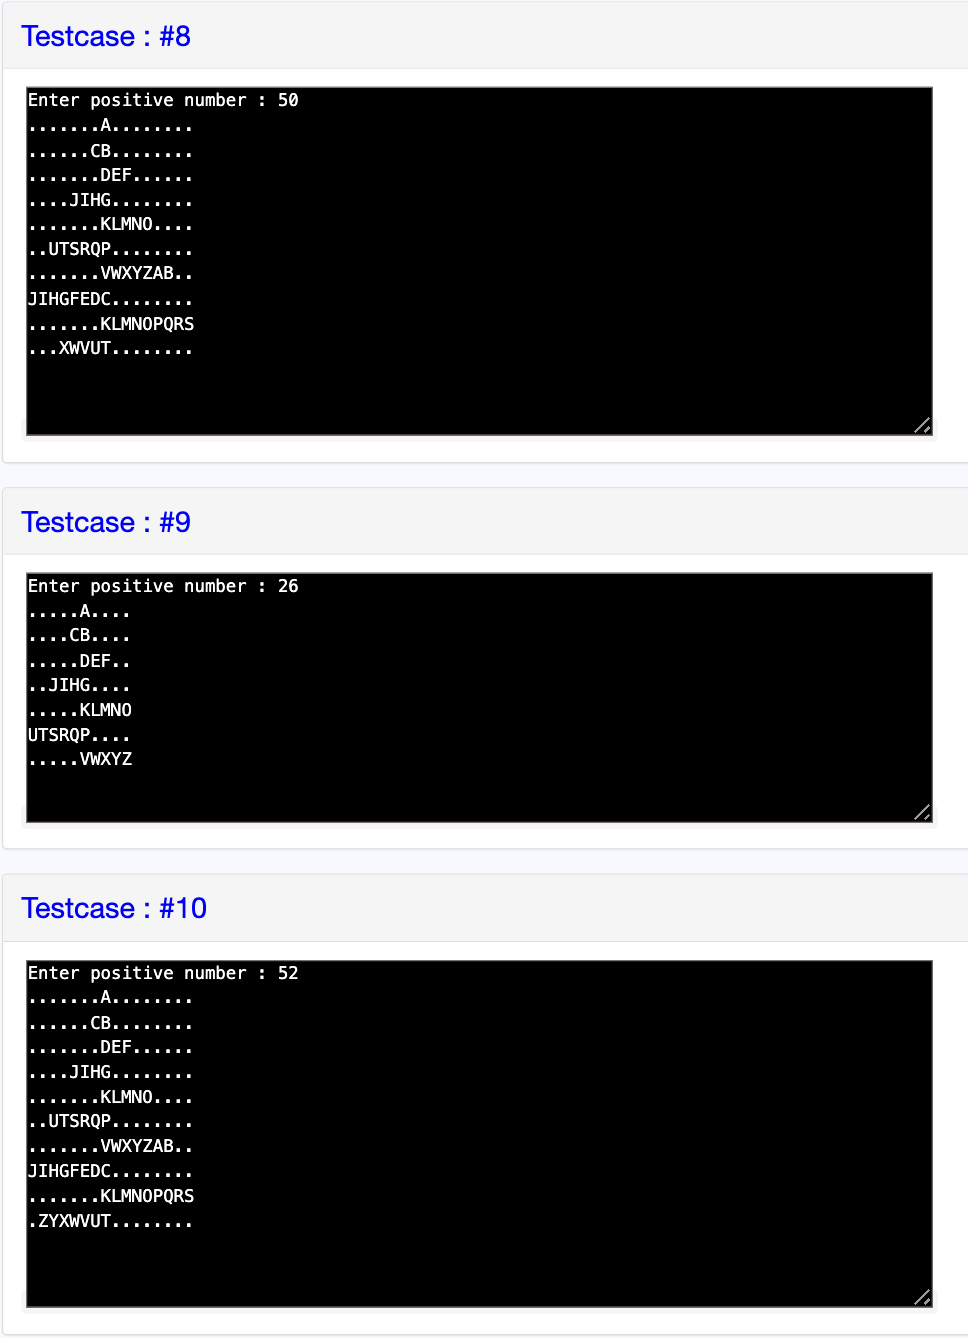 Testcase : #8
Enter positive number : 50
.......A........
......CB........
.......DEF......
....JIHG........
.......KLMNO....
..UTSRQP........
.......VWXYZAB..
JIHGFEDC........
.......KLMNOPQRS
...XWVUT........
Testcase : #9
Enter positive number : 26
.....A....
....CB....
.....DEF..
..JIHG....
.....KLMNO
UTSRQP....
.....VWXYZ
Testcase : #10
Enter positive number : 52
.......A........
......CB........
.......DEF......
....JIHG........
.......KLMNO....
..UTSRQP........
.......VWXYZAB..
JIHGFEDC........
.......KLMNOPQRS
.ZYXWVUT........